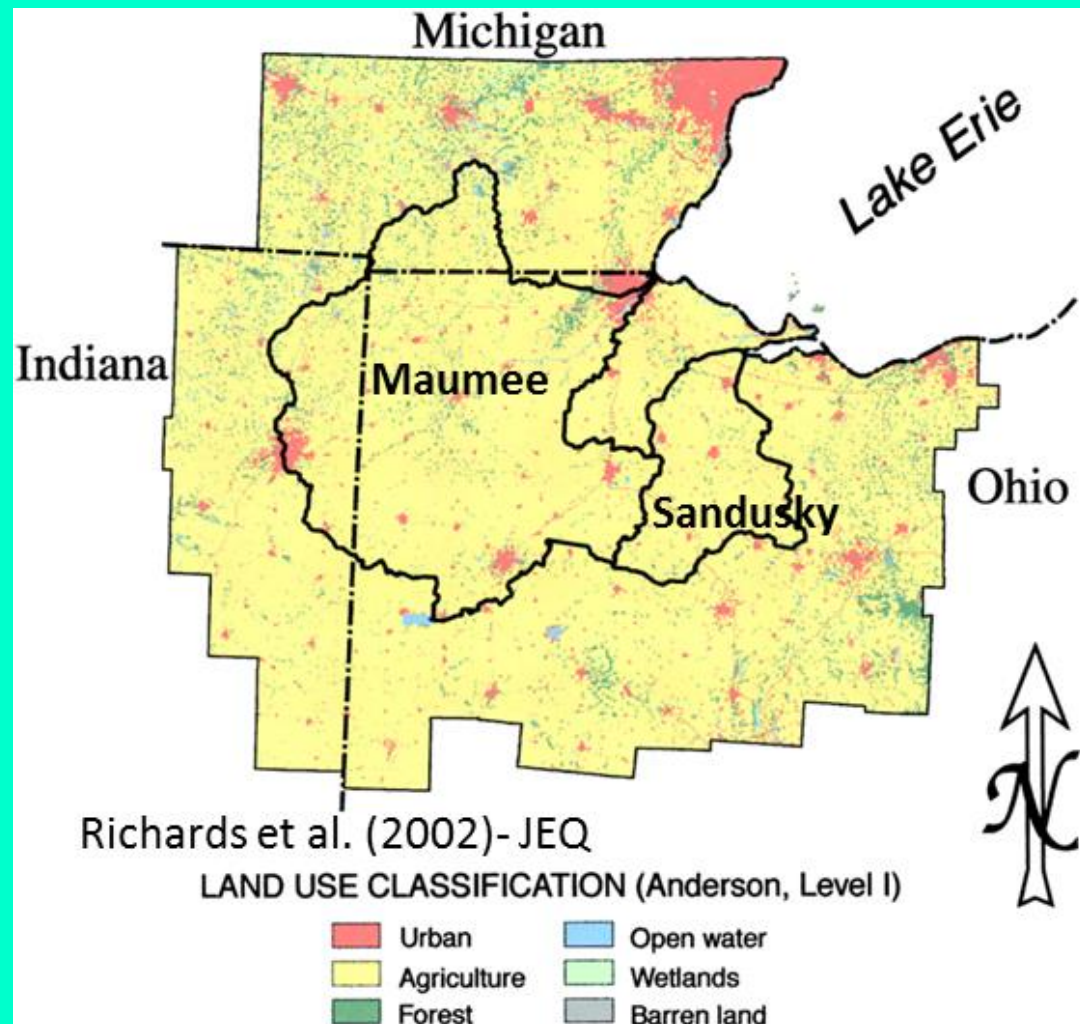 Michigan
Lake Erie
Indiana
Maumee
Ohio
Sandusky
N
Richards et al. (2002)- JEQ
LAND USE CLASSIFICATION (Anderson, Level I)
Urban
Open water
Agriculture
Wetlands
Forest
Barren land